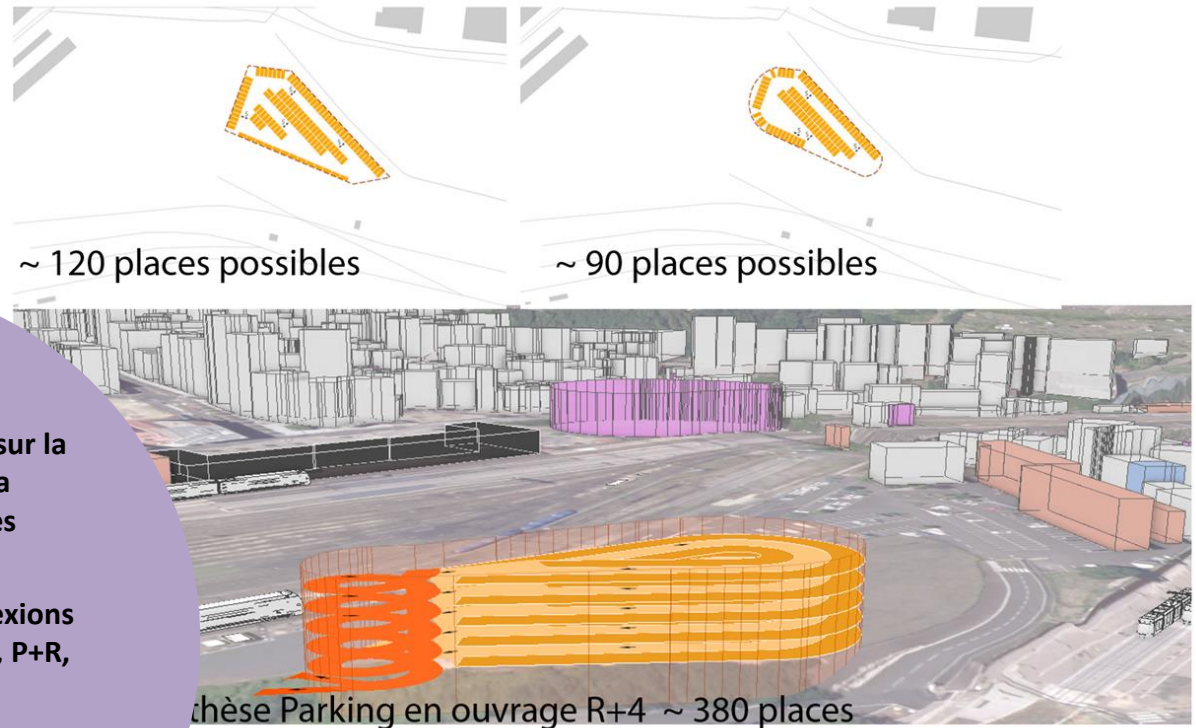 ~ 120 places possibles
~ 90 places possibles
sur la
a
es
exions
, P+R,
thèse Parking en ouvrage R+4 ~ 380 places